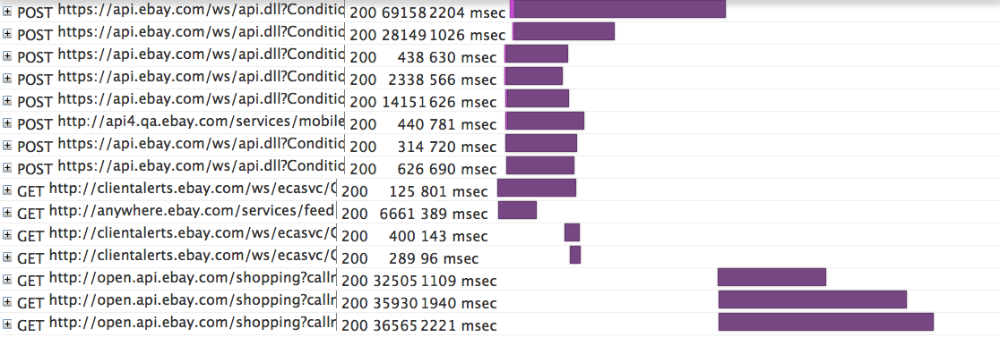 POST https://api.ebay.com/ws/api.dll?Conditio 200 69158 2204 msec
POST https://api.ebay.com/ws/api.dll?Conditio 200 28149 1026 msec
POST https://api.ebay.com/ws/api.dll?Conditio 200 438 630 msec
POST https://api.ebay.com/ws/api.dll?Conditio 200 2338 566 msec
POST https://api.ebay.com/ws/api.dll?Conditio 200 14151 626 msec
POST http://api4.qa.ebay.com/services/mobile 200 440 781 msec
POST https://api.ebay.com/ws/api.dll?Conditio 200 314 720 msec
POST https://api.ebay.com/ws/api.dll?Conditio 200 626 690 msec
GET http://clientalerts.ebay.com/ws/ecasvc/C 200 125 801 msec
GET http://anywhere.ebay.com/services/feed 200 6661 389 msec
GET http://clientalerts.ebay.com/ws/ecasvc/C 200 400 143 msec
GET http://clientalerts.ebay.com/ws/ecasvc/C 200 289 96 msec
GET http://open.api.ebay.com/shopping?calln 200 32505 1109 msec
GET http://open.api.ebay.com/shopping?calln 200 35930 1940 msec
GET http://open.api.ebay.com/shopping?calln 200 36565 2221 msec